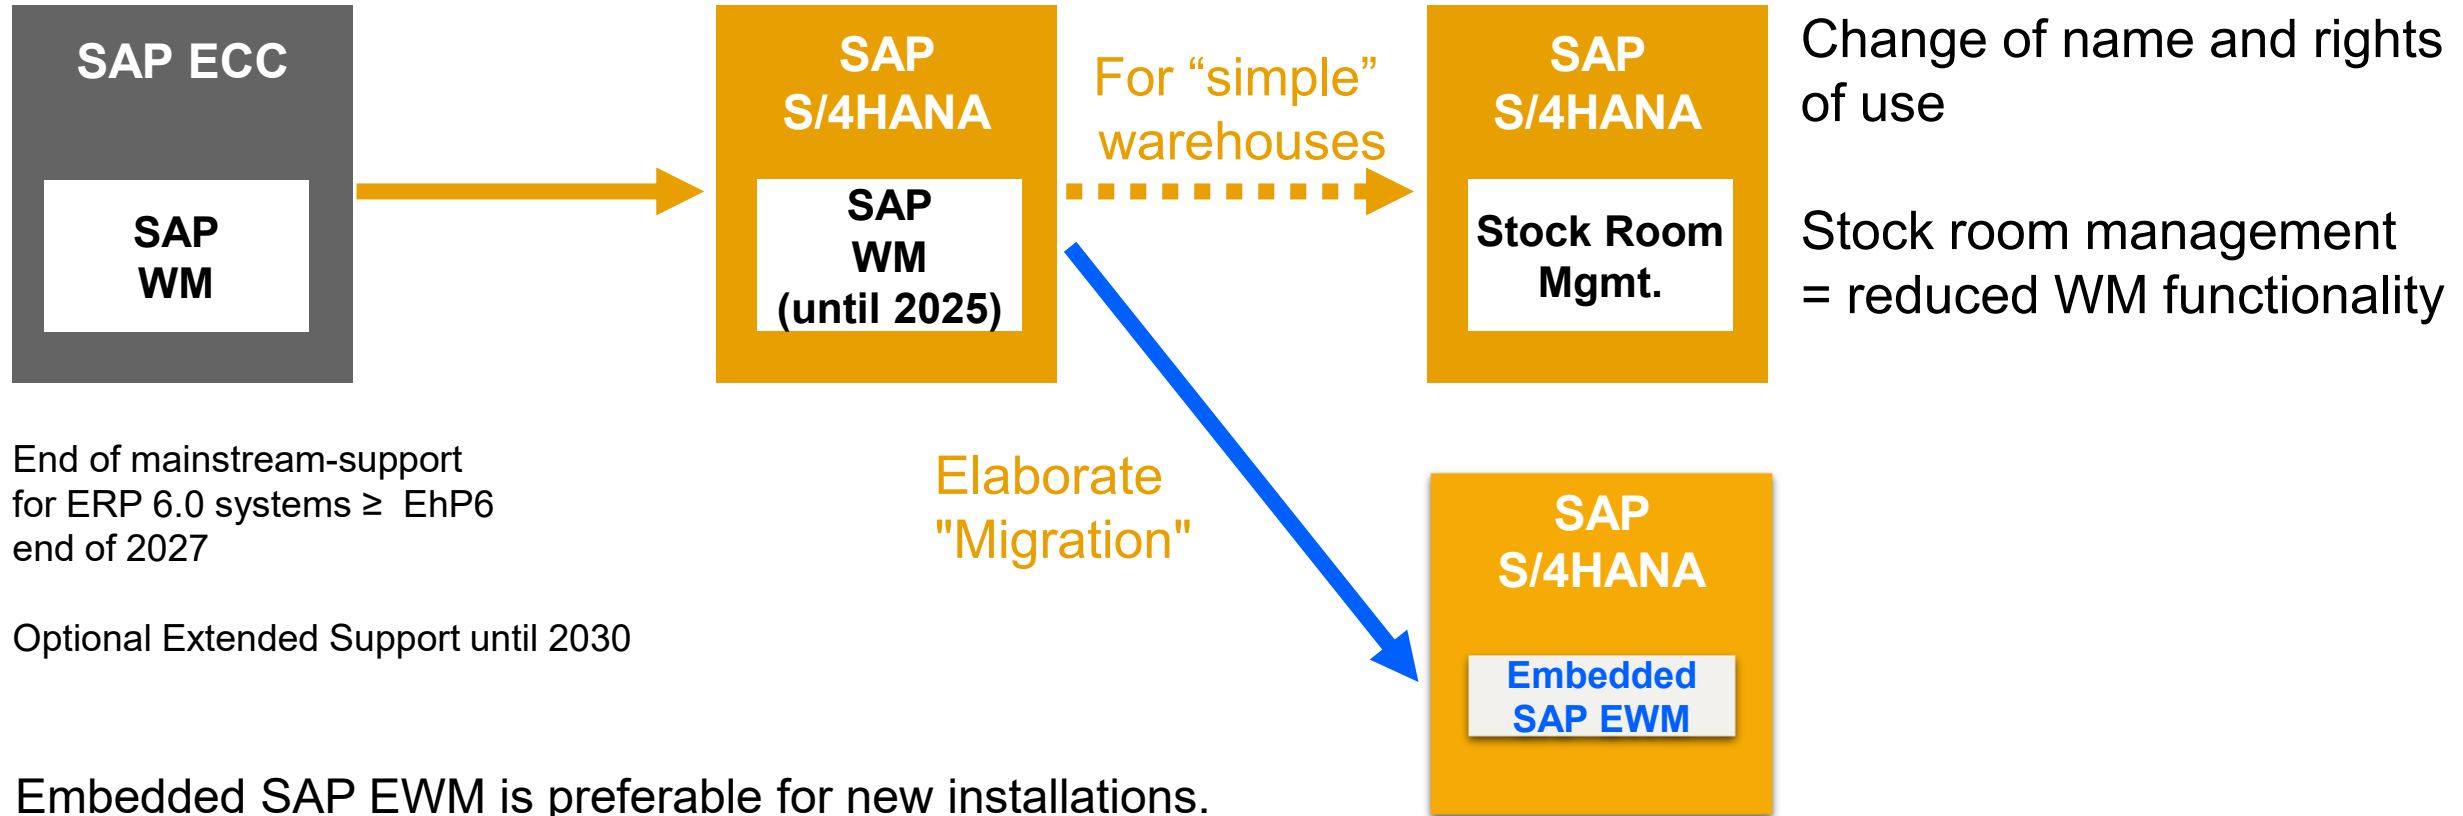 SAP ECC
SAP
WM
SAP
S/4HANA
SAP
WM
(until 2025)
For “simple”
warehouses
SAP
S/4HANA
Stock Room
Mgmt.
Change of name and rights
of use
Stock room management
= reduced WM functionality
End of mainstream-support
for ERP 6.0 systems ≥ EhP6
end of 2027
Optional Extended Support until 2030
Elaborate
"Migration"
SAP
S/4HANA
Embedded
SAP EWM
Embedded SAP EWM is preferable for new installations.